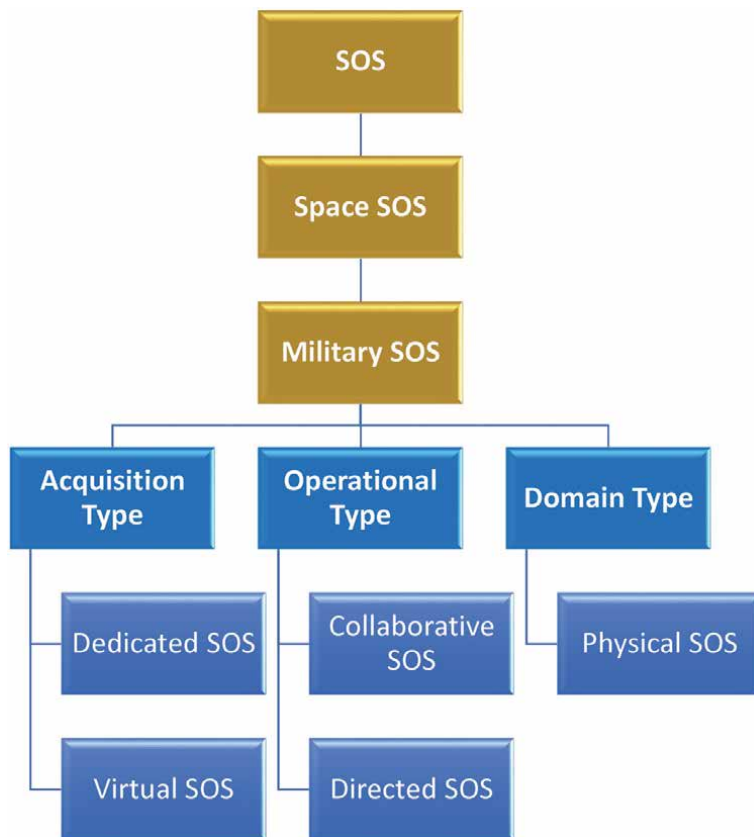 SOS
Space SOS
Military SOS
Acquisition
Type
Operational
Type
Domain Type
Dedicated SOS
Collaborative
SOS
Physical SOS
Virtual SOS
Directed SOS